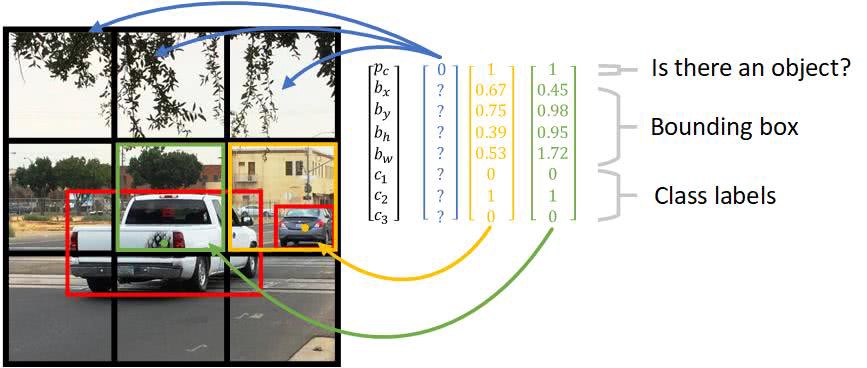 p_c 0 1 1 Is there an object?
b_x ? 0.67 0.45
b_y ? 0.75 0.98 Bounding box
b_h ? 0.39 0.95
b_w ? 0.53 1.72
c_1 ? 0 0
c_2 ? 1 1 Class labels
c_3 ? 0 0